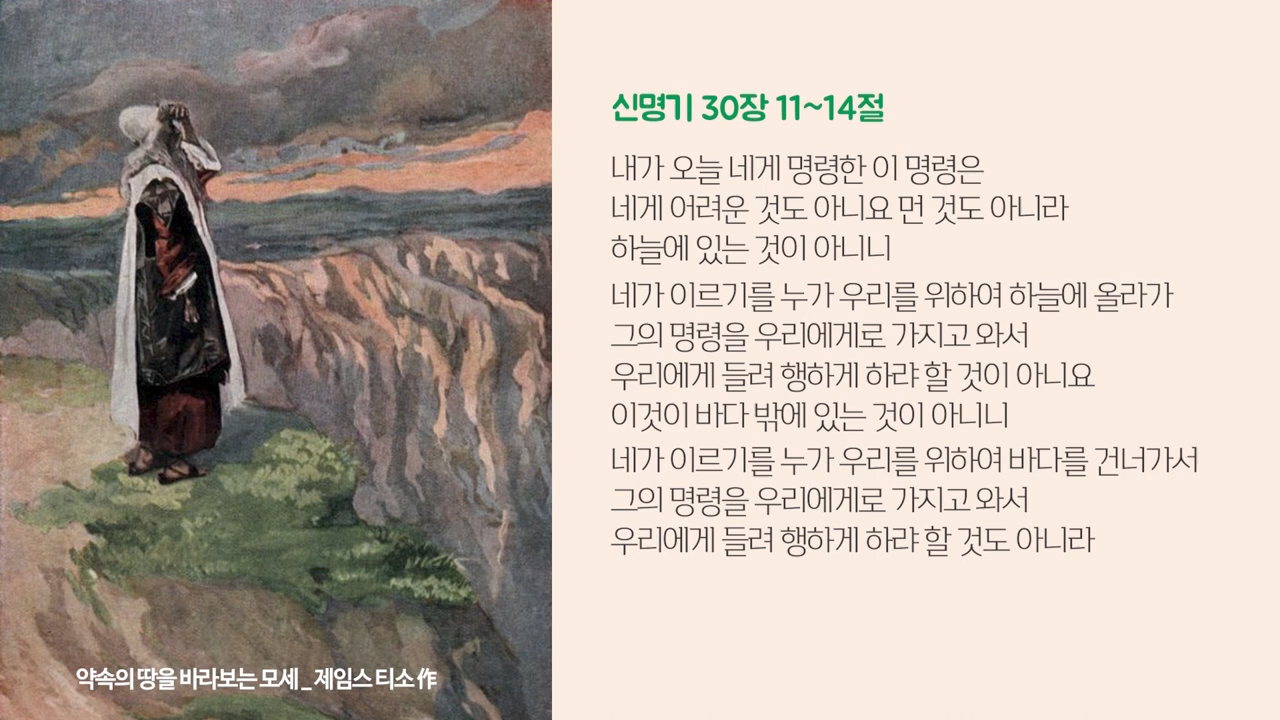 신명기 30장 11~14절
내가 오늘 네게 명령한 이 명령은
네게 어려운 것도 아니요 먼 것도 아니라
하늘에 있는 것이 아니니
네가 이르기를 누가 우리를 위하여 하늘에 올라가
그의 명령을 우리에게로 가지고 와서
우리에게 들려 행하게 하랴 할 것이 아니요
이것이 바다 밖에 있는 것이 아니니
네가 이르기를 누가 우리를 위하여 바다를 건너가서
그의 명령을 우리에게로 가지고 와서
우리에게 들려 행하게 하랴 할 것도 아니라
약속의 땅을 바라보는 모세 _ 제임스 티소 作